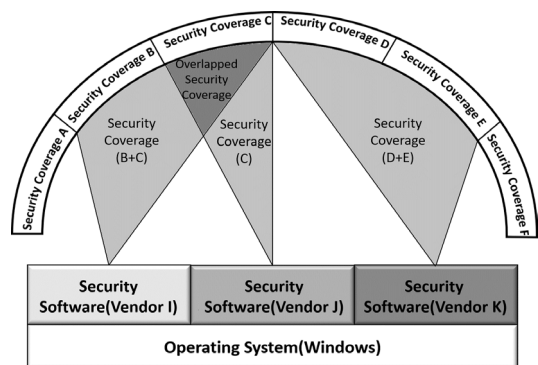 Security Coverage A
Security Coverage B
Security Coverage C
Security Coverage D
Security Coverage E
Security Coverage F
Overlapped
Security
Coverage
Security
Coverage
(B+C)
Security
Coverage
(C)
Security
Coverage
(D+E)
Security
Software(Vendor I)
Security
Software(Vendor J)
Security
Software(Vendor K)
Operating System(Windows)